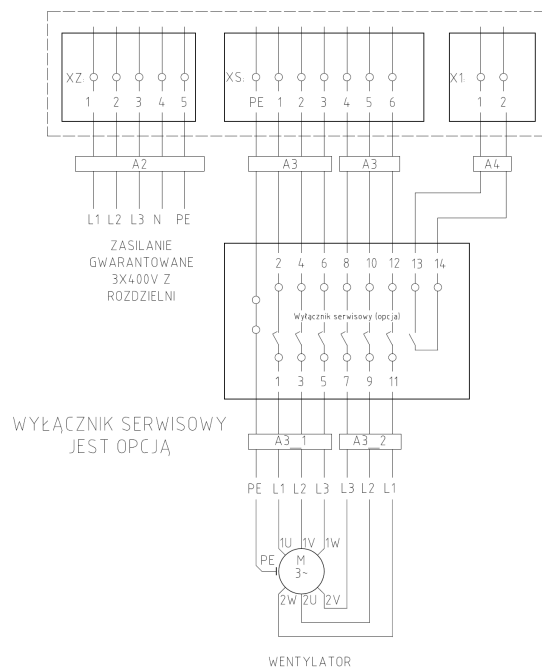 XZ: XS: X1:
1 2 3 4 5 PE 1 2 3 4 5 6 1 2
A2 A3 A3 A4
L1 L2 L3 N PE
ZASILANIE
GWARANTOWANE
3X400V Z
ROZDZIELNI
2 4 6 8 10 12 13 14
Wyłącznik serwisowy (opcja)
1 3 5 7 9 11
WYŁĄCZNIK SERWISOWY
JEST OPCJĄ
A3_1 A3_2
PE L1 L2 L3 L3 L2 L1
1U 1V 1W
PE M
3~
2W 2U 2V
WENTYLATOR